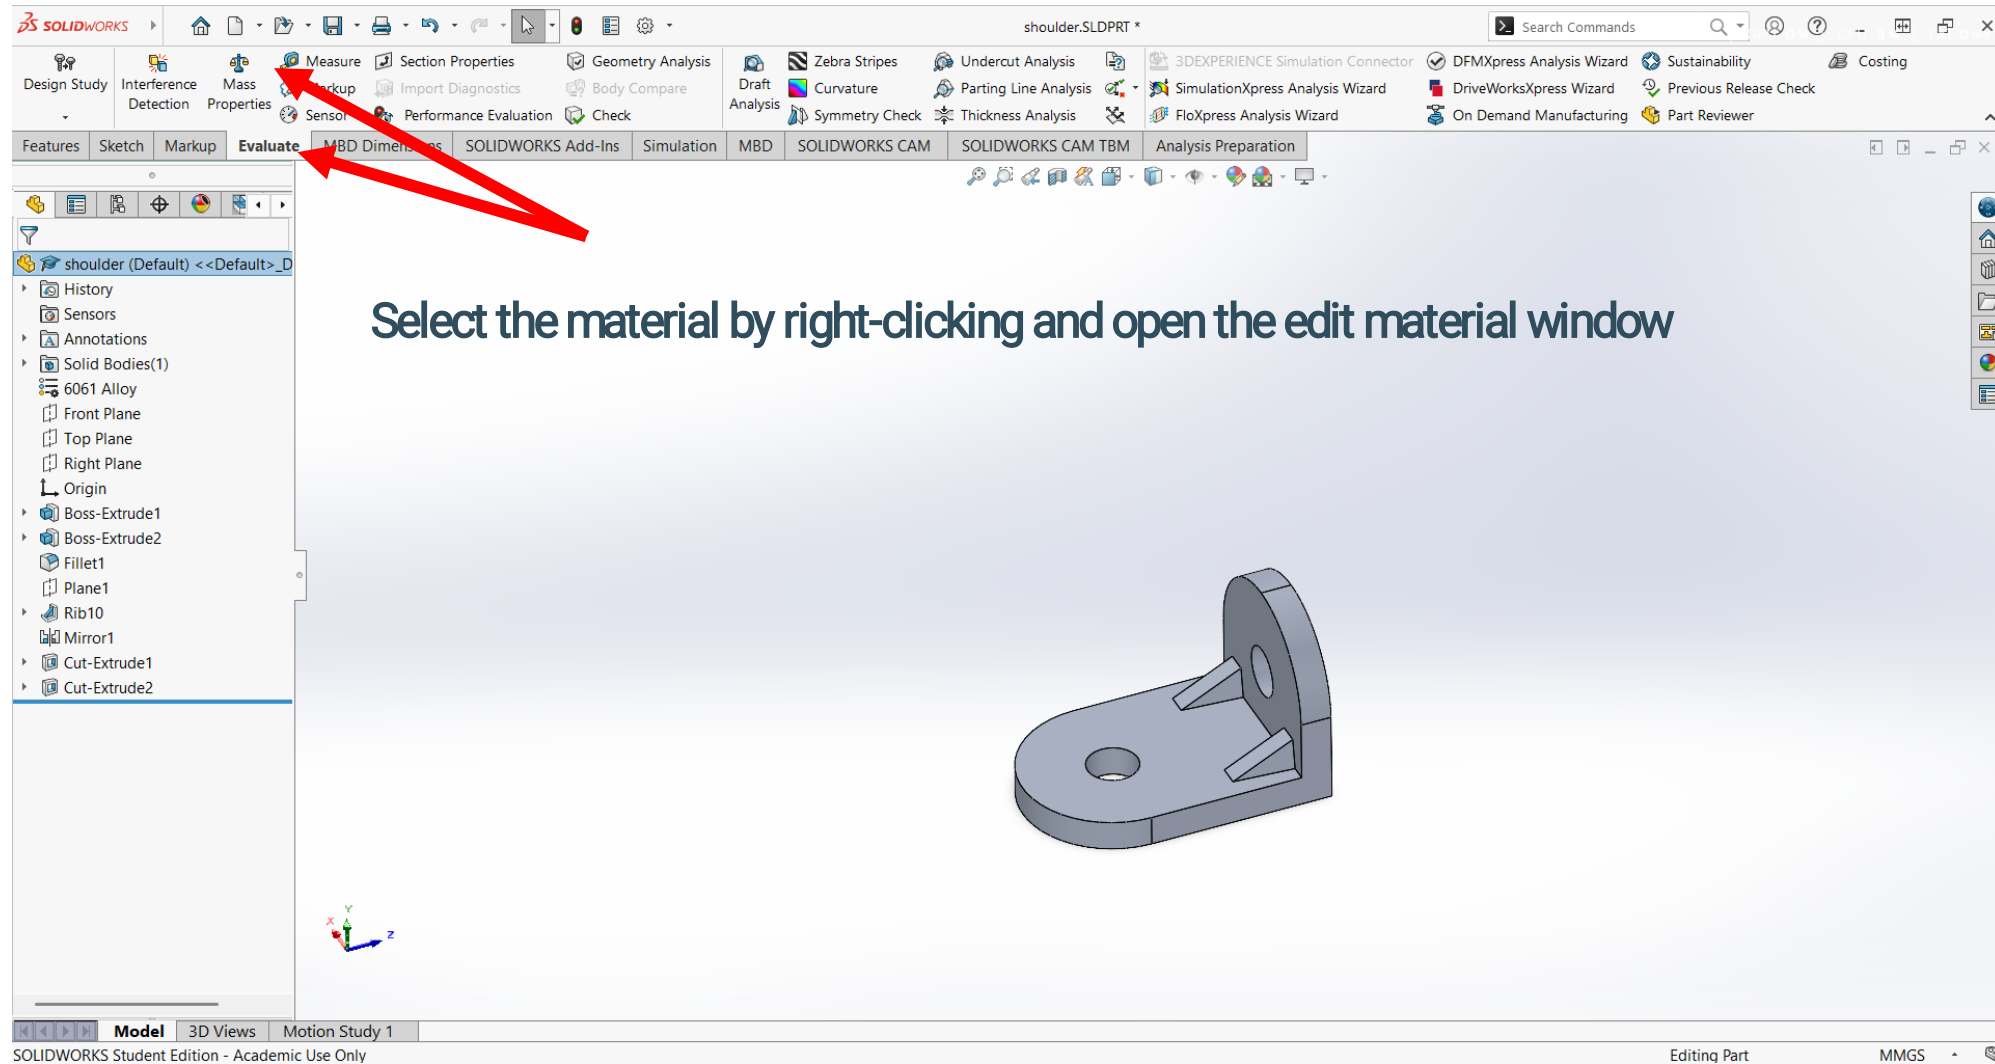 SOLIDWORKS
shoulder.SLDPRT *
Search Commands
Design Study
Interference Detection
Mass Properties
Measure
Markup
Sensor
Section Properties
Import Diagnostics
Performance Evaluation
Geometry Analysis
Body Compare
Check
Draft Analysis
Zebra Stripes
Curvature
Symmetry Check
Undercut Analysis
Parting Line Analysis
Thickness Analysis
3DEXPERIENCE Simulation Connector
SimulationXpress Analysis Wizard
FloXpress Analysis Wizard
DFMXpress Analysis Wizard
DriveWorksXpress Wizard
On Demand Manufacturing
Sustainability
Previous Release Check
Part Reviewer
Costing
Features Sketch Markup Evaluate MBD Dimensions SOLIDWORKS Add-Ins Simulation MBD SOLIDWORKS CAM SOLIDWORKS CAM TBM Analysis Preparation
shoulder (Default) <<Default>_D
History
Sensors
Annotations
Solid Bodies(1)
6061 Alloy
Front Plane
Top Plane
Right Plane
Origin
Boss-Extrude1
Boss-Extrude2
Fillet1
Plane1
Rib10
Mirror1
Cut-Extrude1
Cut-Extrude2
Select the material by right-clicking and open the edit material window
Y
X
Z
Model 3D Views Motion Study 1
SOLIDWORKS Student Edition - Academic Use Only
Editing Part
MMGS